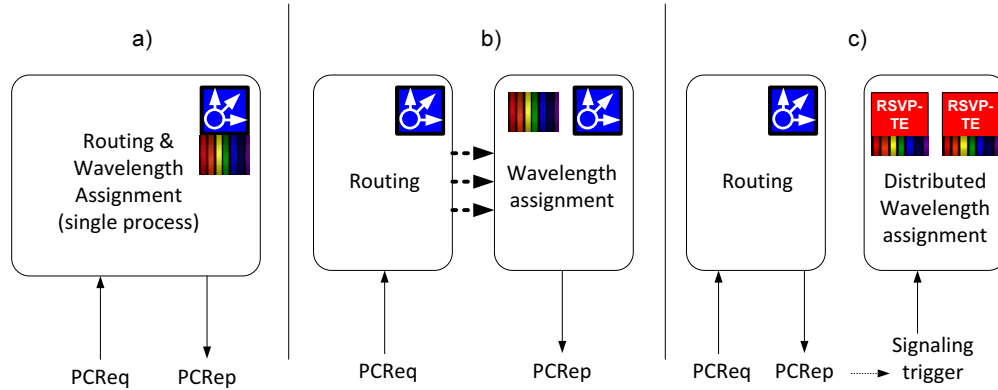 a)
Routing &
Wavelength
Assignment
(single process)
PCReq
PCRep
b)
Routing
Wavelength
assignment
PCReq
PCRep
c)
Routing
RSVP-
TE
RSVP-
TE
Distributed
Wavelength
assignment
PCReq
PCRep
Signaling
trigger